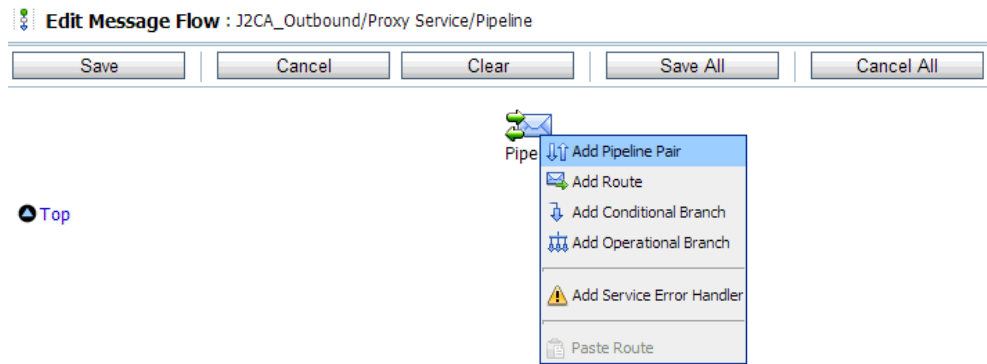 Edit Message Flow : J2CA_Outbound/Proxy Service/Pipeline
Save Cancel Clear Save All Cancel All
Pipe
Add Pipeline Pair
Add Route
Add Conditional Branch
Top
Add Operational Branch
Add Service Error Handler
Paste Route